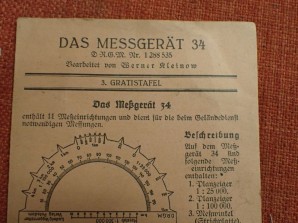 DAS MESSGERÄT 34
D.R.G.M. Nr. 1 288 535
Bearbeitet von Werner Kleinow
3. GRATISTAFEL
Das Meßgerät 34
enthält 11 Meßeinrichtungen und dient für die beim Geländedienst
notwendigen Messungen.
Beschreibung
Auf dem Meß-
gerät 34 sind
folgende Meß-
einrichtungen
enthalten:
1. Planzeiger
1 : 25 000,
2. Planzeiger
1 : 100 000,
3. Meßwinkel
(Strichplatte)